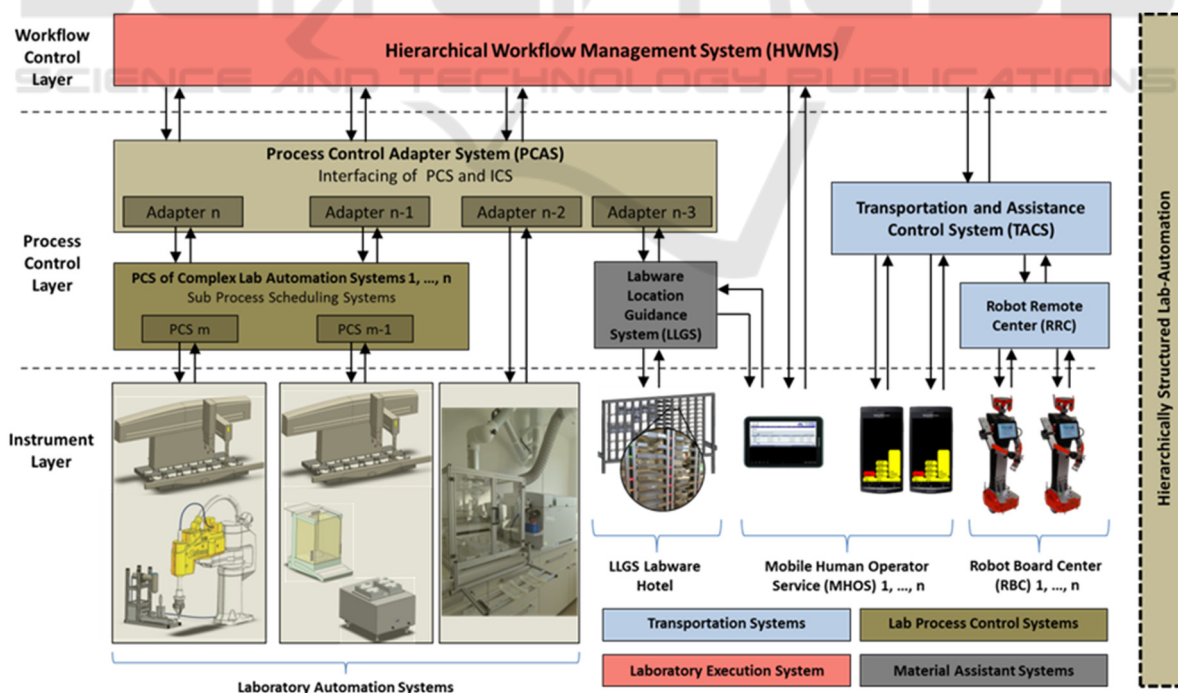 Workflow
Control
Layer
Hierarchical Workflow Management System (HWMS)
SCIENCE AND TECHNOLOGY PUBLICATIONS
Process Control Adapter System (PCAS)
Interfacing of PCS and ICS
Adapter n
Adapter n-1
Adapter n-2
Adapter n-3
Transportation and Assistance
Control System (TACS)
Process
Control
Layer
PCS of Complex Lab Automation Systems 1, ..., n
Sub Process Scheduling Systems
PCS m
PCS m-1
Labware
Location
Guidance
System (LLGS)
Robot Remote
Center (RRC)
Instrument
Layer
LLGS Labware
Hotel
Mobile Human Operator
Service (MHOS) 1, ..., n
Robot Board Center
(RBC) 1, ..., n
Transportation Systems
Lab Process Control Systems
Laboratory Execution System
Material Assistant Systems
Laboratory Automation Systems
Hierarchically Structured Lab-Automation